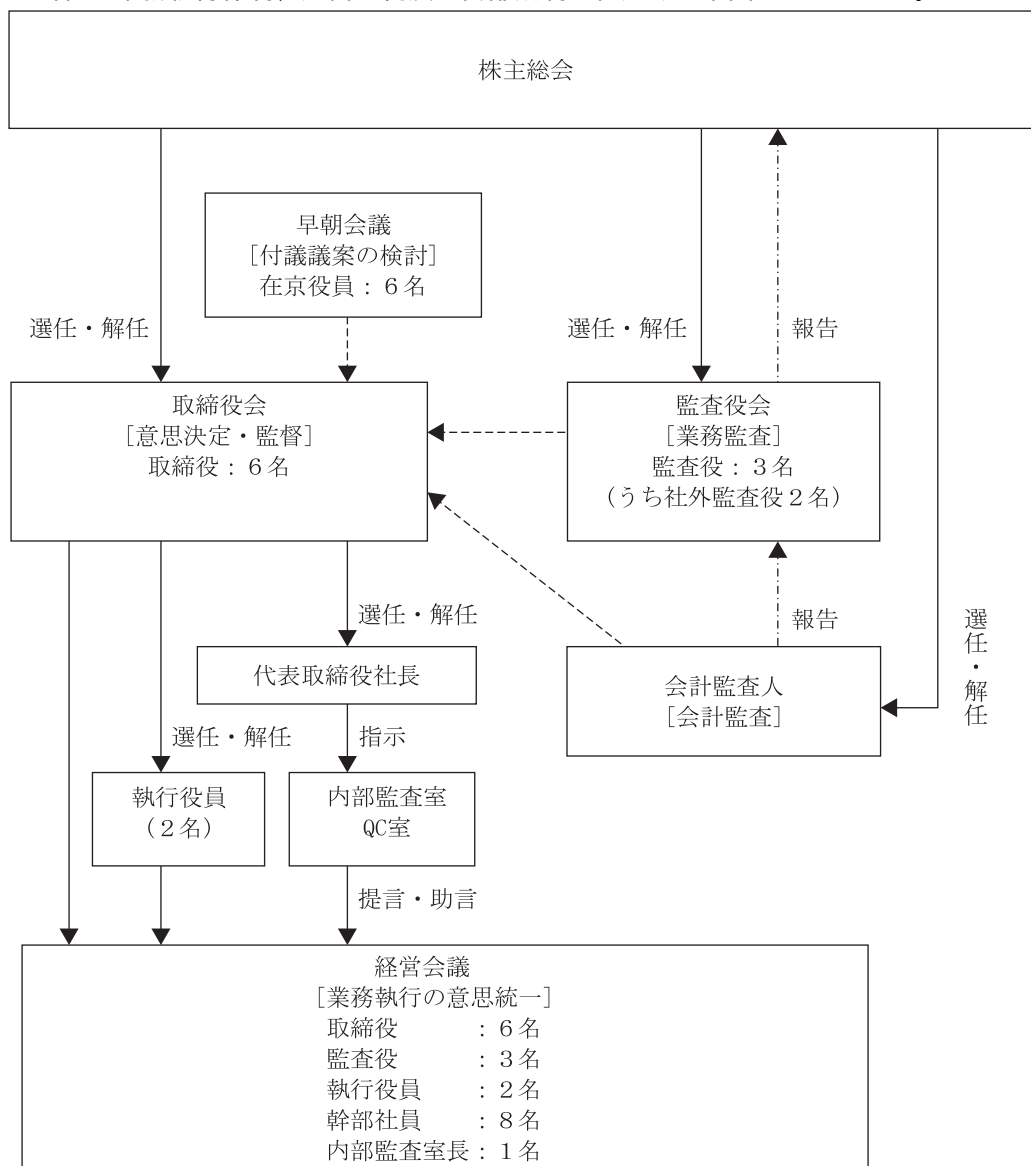 株主総会
早朝会議
[付議議案の検討]
在京役員:6名
選任・解任
選任・解任
報告
取締役会
[意思決定・監督]
取締役:6名
監査役会
[業務監査]
監査役:3名
(うち社外監査役2名)
選任・解任
報告
選任・解任
代表取締役社長
会計監査人
[会計監査]
選任・解任
指示
執行役員
(2名)
内部監査室
QC室
提言・助言
経営会議
[業務執行の意思統一]
取締役 :6名
監査役 :3名
執行役員 :2名
幹部社員 :8名
内部監査室長:1名